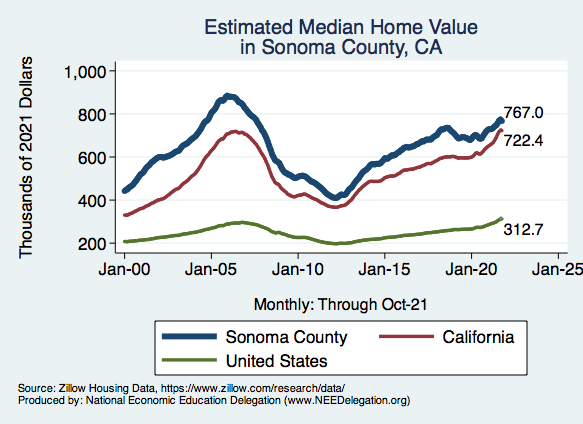 Estimated Median Home Value
in Sonoma County, CA
Thousands of 2021 Dollars
1,000
800
600
400
200
767.0
722.4
312.7
Jan-00 Jan-05 Jan-10 Jan-15 Jan-20 Jan-25
Monthly: Through Oct-21
Sonoma County California
United States
Source: Zillow Housing Data, https://www.zillow.com/research/data/
Produced by: National Economic Education Delegation (www.NEEDelegation.org)